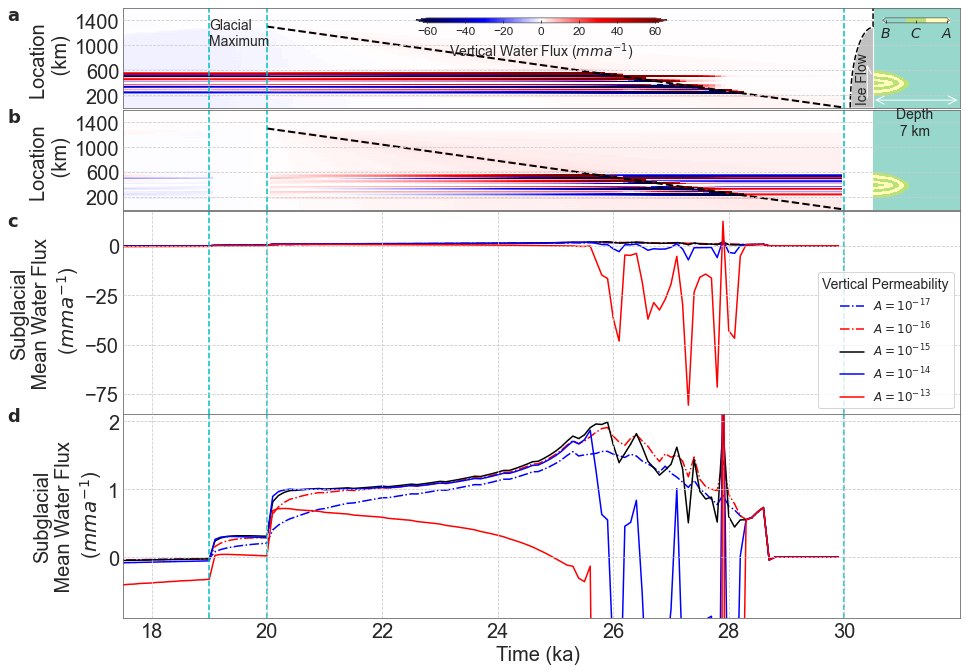 a
1400
1000
600
200
Location
(km)
Glacial
Maximum
−60 −40 −20 0 20 40 60
Vertical Water Flux (mma⁻¹)
Ice Flow
B C A
Depth
7 km
b
1400
1000
600
200
Location
(km)
c
0
−25
−50
−75
Subglacial
Mean Water Flux
(mma⁻¹)
Vertical Permeability
A = 10⁻¹⁷
A = 10⁻¹⁶
A = 10⁻¹⁵
A = 10⁻¹⁴
A = 10⁻¹³
d
2
1
0
Subglacial
Mean Water Flux
(mma⁻¹)
18 20 22 24 26 28 30
Time (ka)